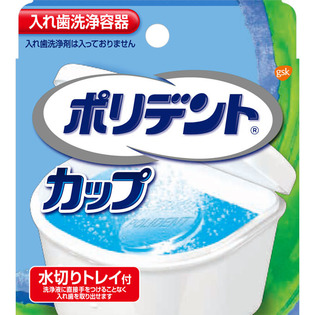 入れ歯洗浄容器
入れ歯洗浄剤は入っておりません
gsk
ポリデント®
カップ
水切りトレイ付
洗浄液に直接手をつけることなく
入れ歯を取り出せます